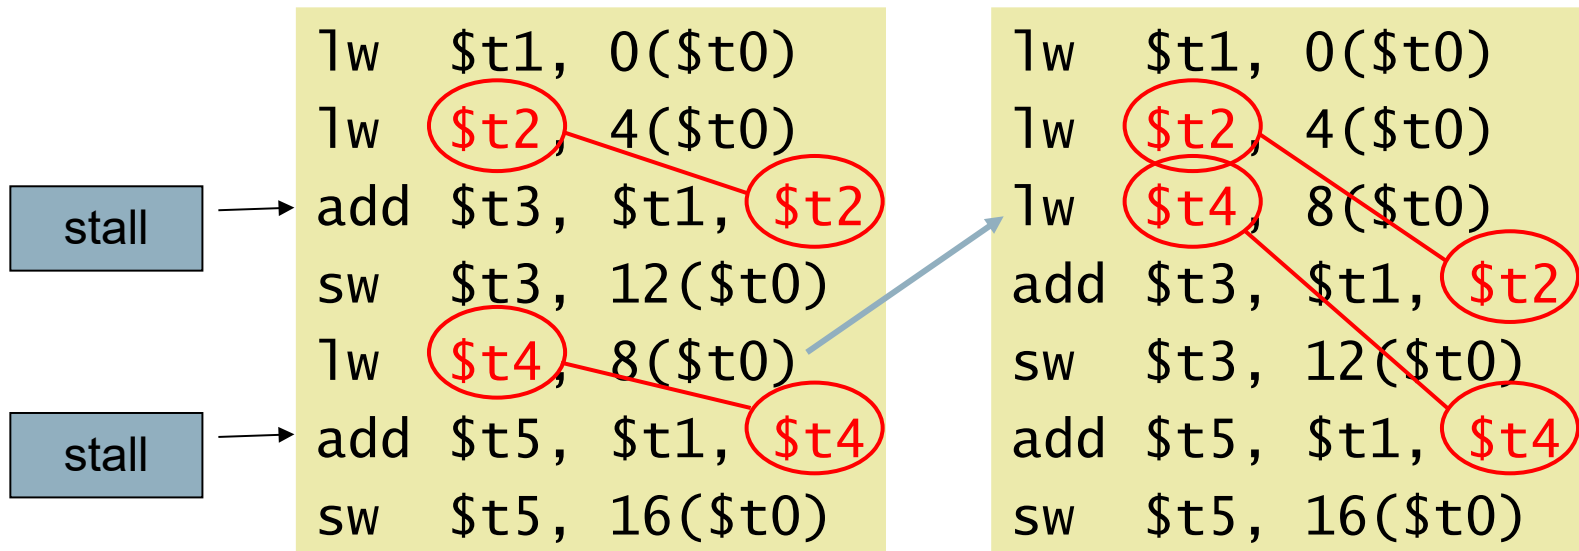 lw $t1, 0($t0)
lw $t2, 4($t0)
stall
add $t3, $t1, $t2
sw $t3, 12($t0)
lw $t4, 8($t0)
stall
add $t5, $t1, $t4
sw $t5, 16($t0)
lw $t1, 0($t0)
lw $t2, 4($t0)
lw $t4, 8($t0)
add $t3, $t1, $t2
sw $t3, 12($t0)
add $t5, $t1, $t4
sw $t5, 16($t0)